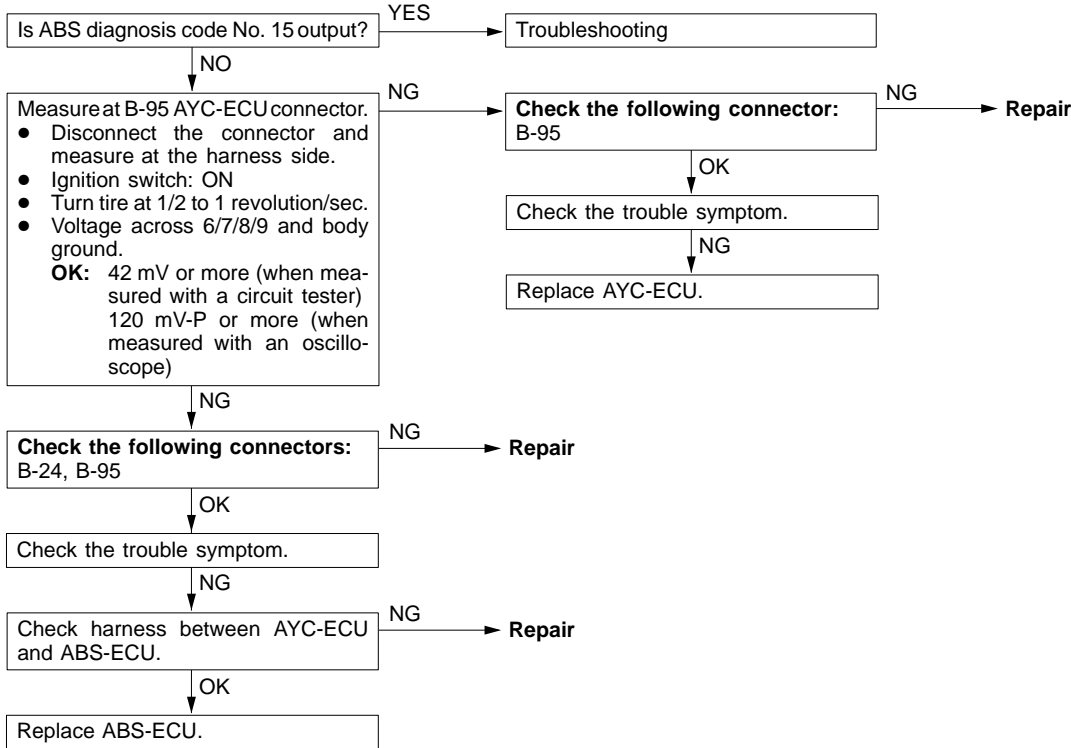 Is ABS diagnosis code No. 15 output?
YES
Troubleshooting
NO
Measure at B-95 AYC-ECU connector.
● Disconnect the connector and
measure at the harness side.
● Ignition switch: ON
● Turn tire at 1/2 to 1 revolution/sec.
● Voltage across 6/7/8/9 and body
ground.
OK: 42 mV or more (when mea-
sured with a circuit tester)
120 mV-P or more (when
measured with an oscillo-
scope)
NG
Check the following connector:
B-95
NG
Repair
OK
Check the trouble symptom.
NG
Replace AYC-ECU.
NG
Check the following connectors:
B-24, B-95
NG
Repair
OK
Check the trouble symptom.
NG
Check harness between AYC-ECU
and ABS-ECU.
NG
Repair
OK
Replace ABS-ECU.